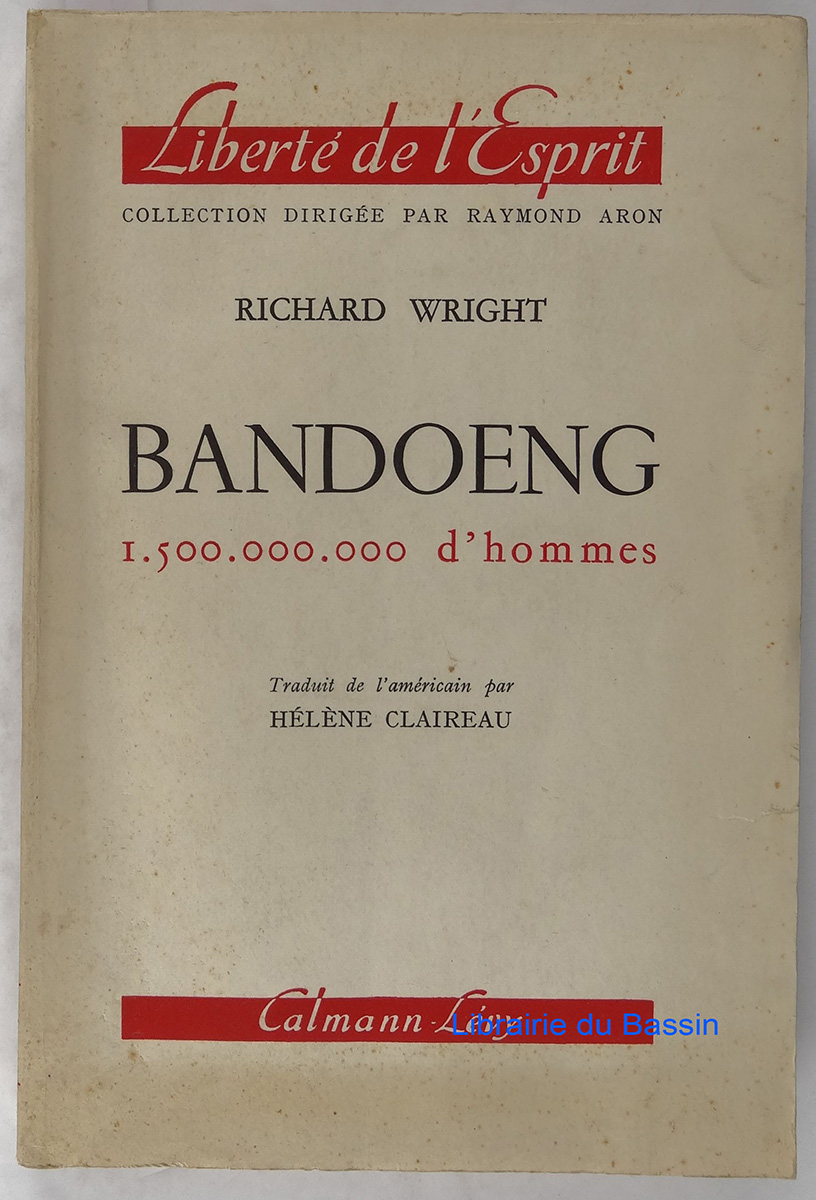 Liberté de l'Esprit
COLLECTION DIRIGÉE PAR RAYMOND ARON
RICHARD WRIGHT
BANDOENG
1.500.000.000 d'hommes
Traduit de l'américain par
HÉLÈNE CLAIREAU
Calmann-Lévy
Librairie du Bassin